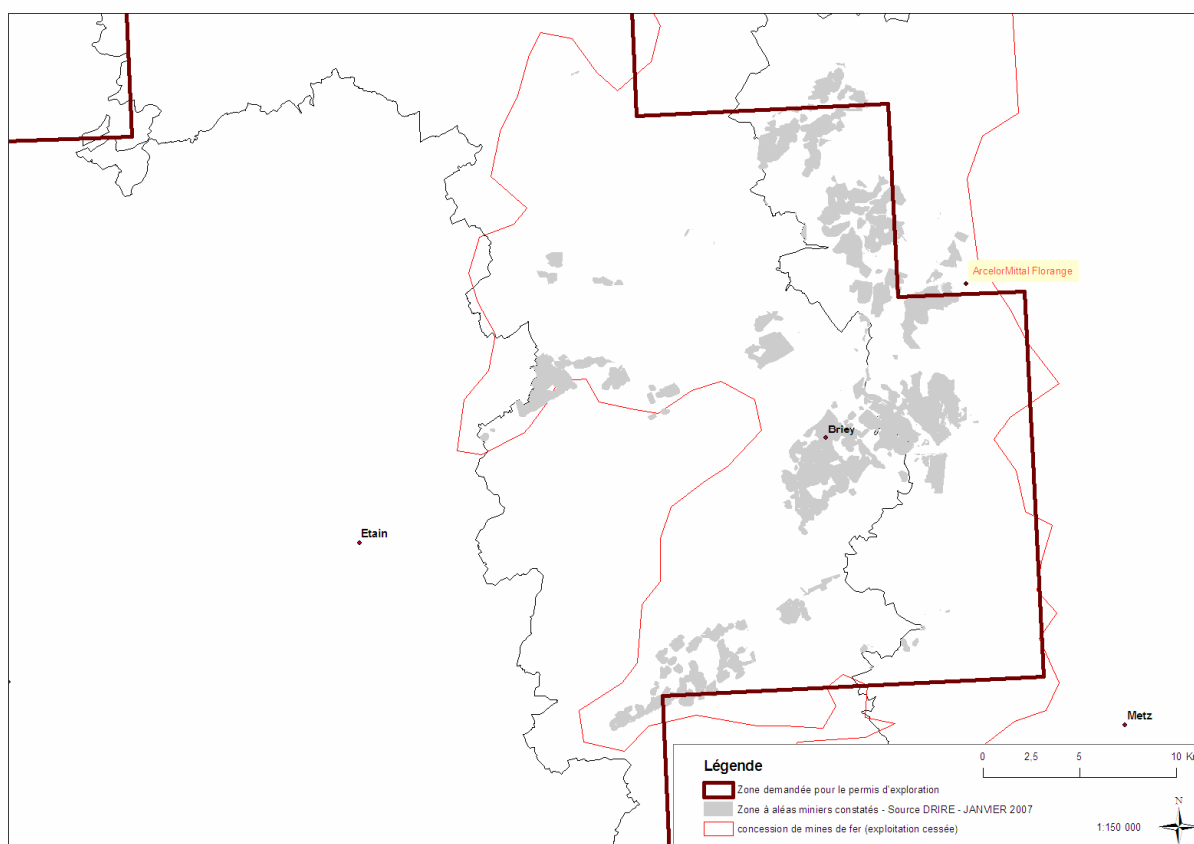 ArcelorMittal Florange
Briey
Etain
Metz
Légende
Zone demandée pour le permis d'exploration
Zone à aléas miniers constatés - Source DRIRE - JANVIER 2007
concession de mines de fer (exploitation cessée)
0 2,5 5 10 K
N
1:150 000